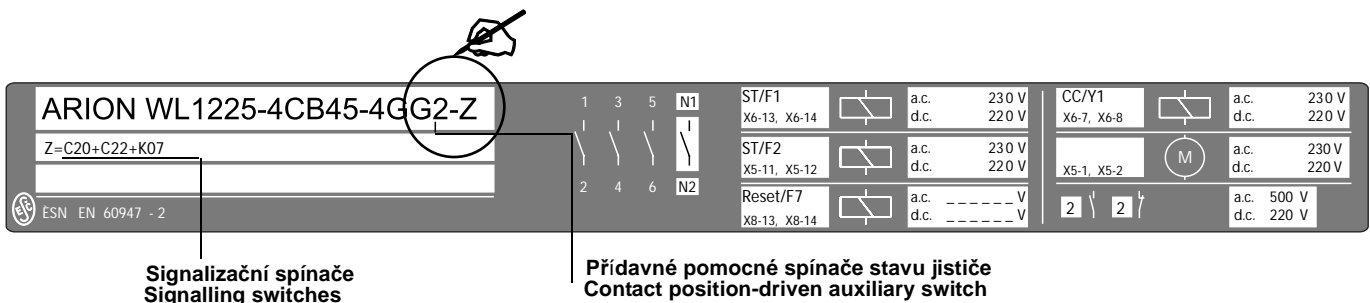 ARION WL1225-4CB45-4GG2-Z
Z=C20+C22+K07
ÈSN EN 60947 - 2
1 3 5 N1
2 4 6 N2
ST/F1
X6-13, X6-14
a.c. 230 V
d.c. 220 V
ST/F2
X5-11, X5-12
a.c. 230 V
d.c. 220 V
Reset/F7
X8-13, X8-14
a.c. _ _ _ _ _ _ V
d.c. _ _ _ _ _ _ V
CC/Y1
X6-7, X6-8
a.c. 230 V
d.c. 220 V
X5-1, X5-2
M
a.c. 230 V
d.c. 220 V
2 2
a.c. 500 V
d.c. 220 V
Signalizační spínače
Signalling switches
Přídavné pomocné spínače stavu jističe
Contact position-driven auxiliary switch